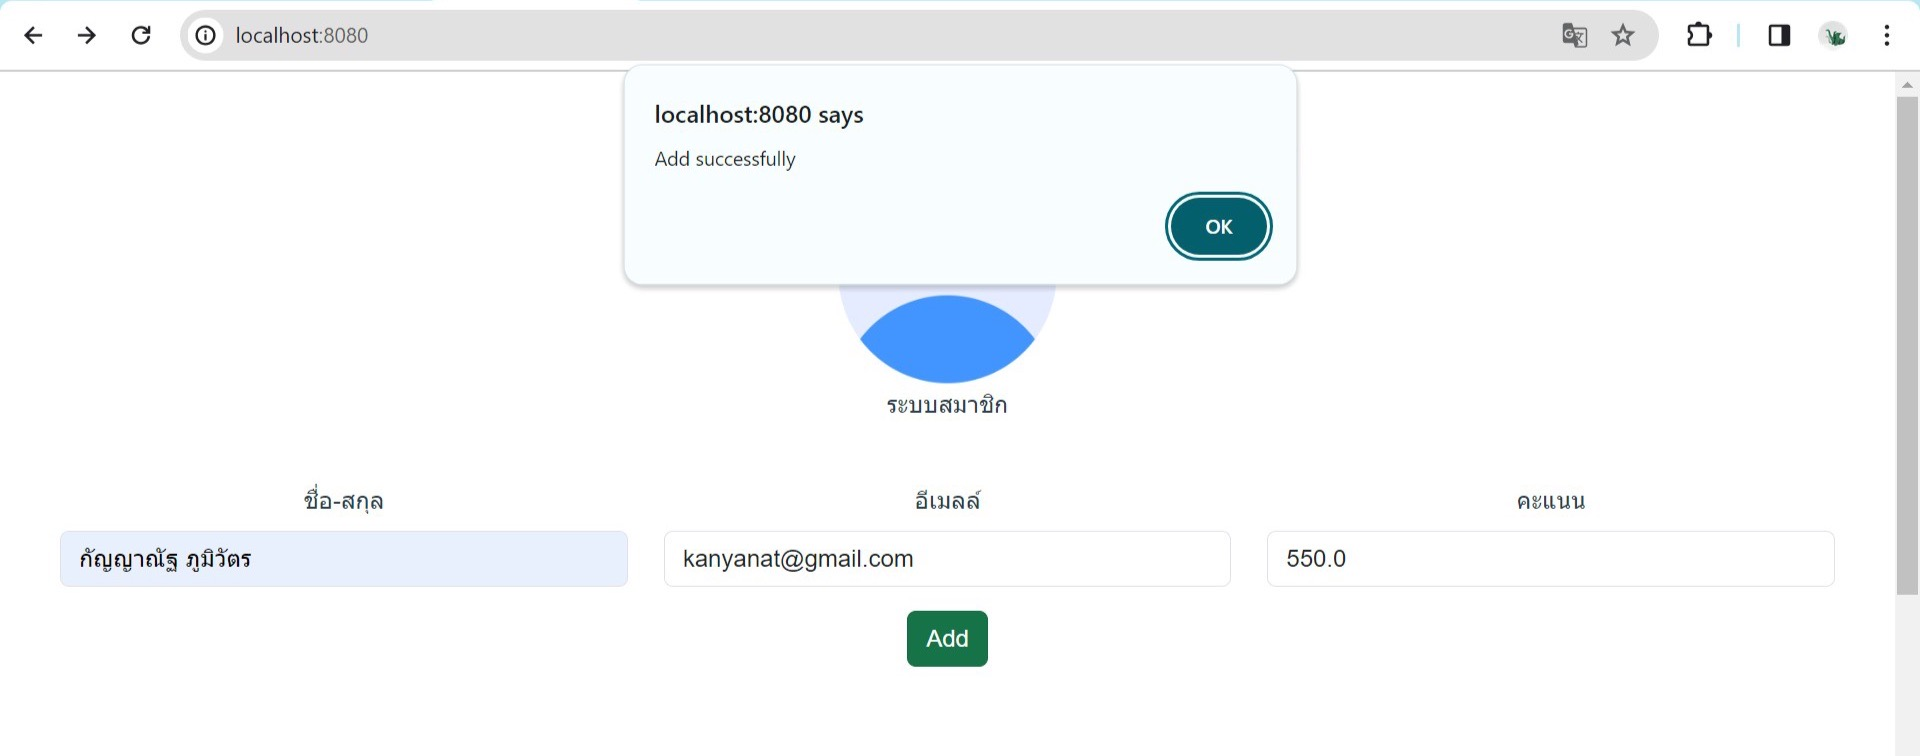 localhost:8080
localhost:8080 says
Add successfully
OK
ระบบสมาชิก
ชื่อ-สกุล
อีเมลล์
คะแนน
กัญญาณัฐ ภูมิวัตร
kanyanat@gmail.com
550.0
Add